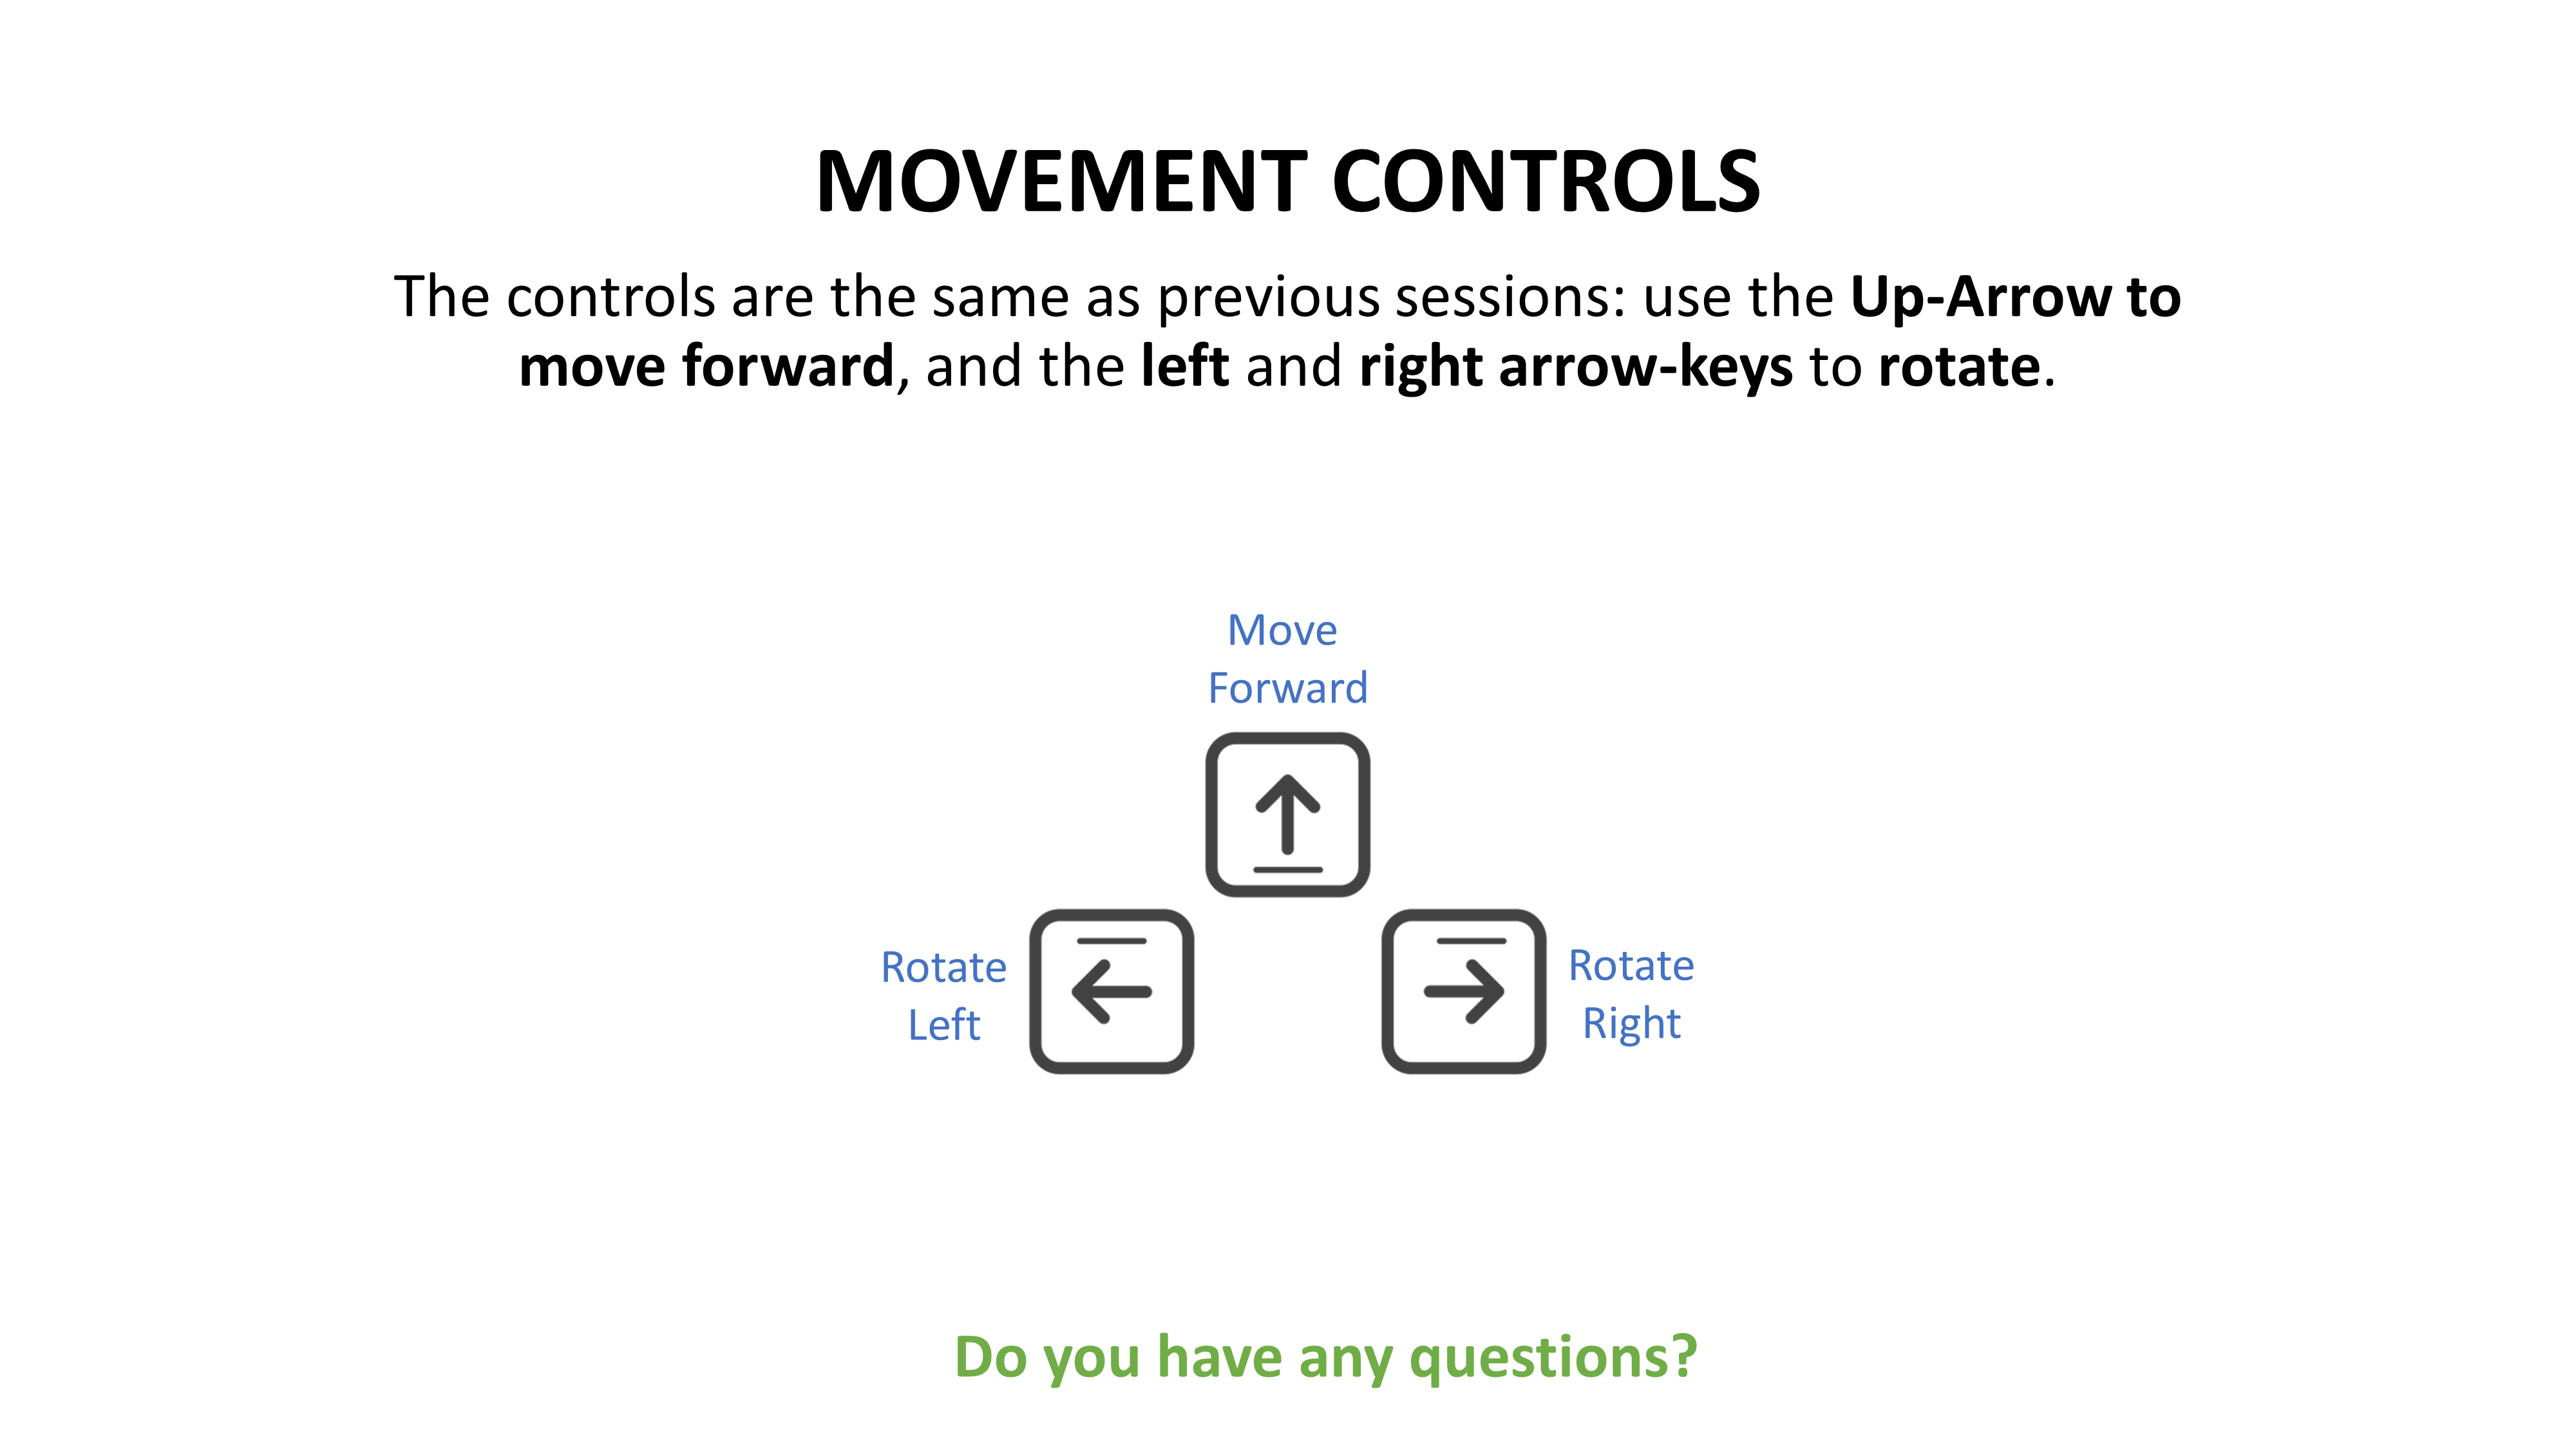 MOVEMENT CONTROLS
The controls are the same as previous sessions: use the Up-Arrow to
move forward, and the left and right arrow-keys to rotate.
Move
Forward
Rotate
Left
Rotate
Right
Do you have any questions?